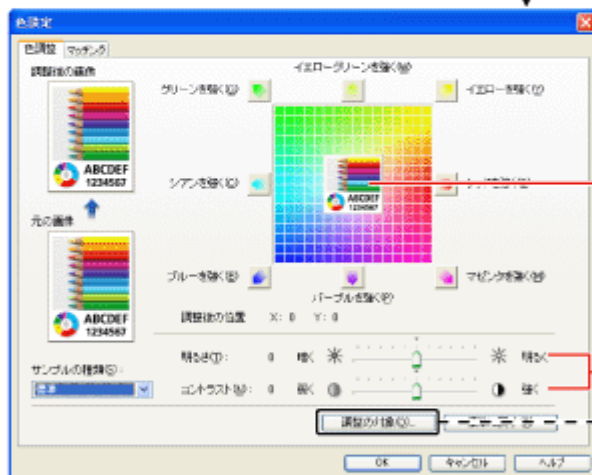 色設定
色調整 マッチング
調整後の画像
イエローグリーンを強く(W)
グリーンを強く(G)
イエローを強く(Y)
ABCDEF
1234567
シアンを強く(C)
ABCDEF
元の画像
ブルーを強く(B)
マゼンタを強く(M)
パープルを強く(P)
調整後の位置 X: 0 Y: 0
ABCDEF
1234567
明るさ(T): 0 暗く 明るく
サンプルの種類(S):
標準
コントラスト(N): 0 弱く 強く
調整の対象(O)...
OK キャンセル ヘルプ